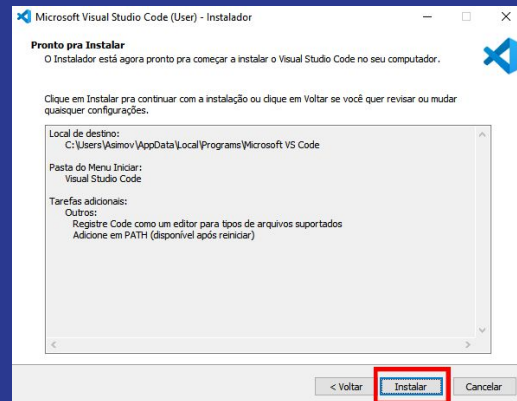 Microsoft Visual Studio Code (User) - Instalador
Pronto pra Instalar
O Instalador está agora pronto pra começar a instalar o Visual Studio Code no seu computador.
Clique em Instalar pra continuar com a instalação ou clique em Voltar se você quer revisar ou mudar
quaisquer configurações.
Local de destino:
C:\Users\Asimov\AppData\Local\Programs\Microsoft VS Code
Pasta do Menu Iniciar:
Visual Studio Code
Tarefas adicionais:
Outros:
Registre Code como um editor para tipos de arquivos suportados
Adicione em PATH (disponível após reiniciar)
< Voltar Instalar Cancelar